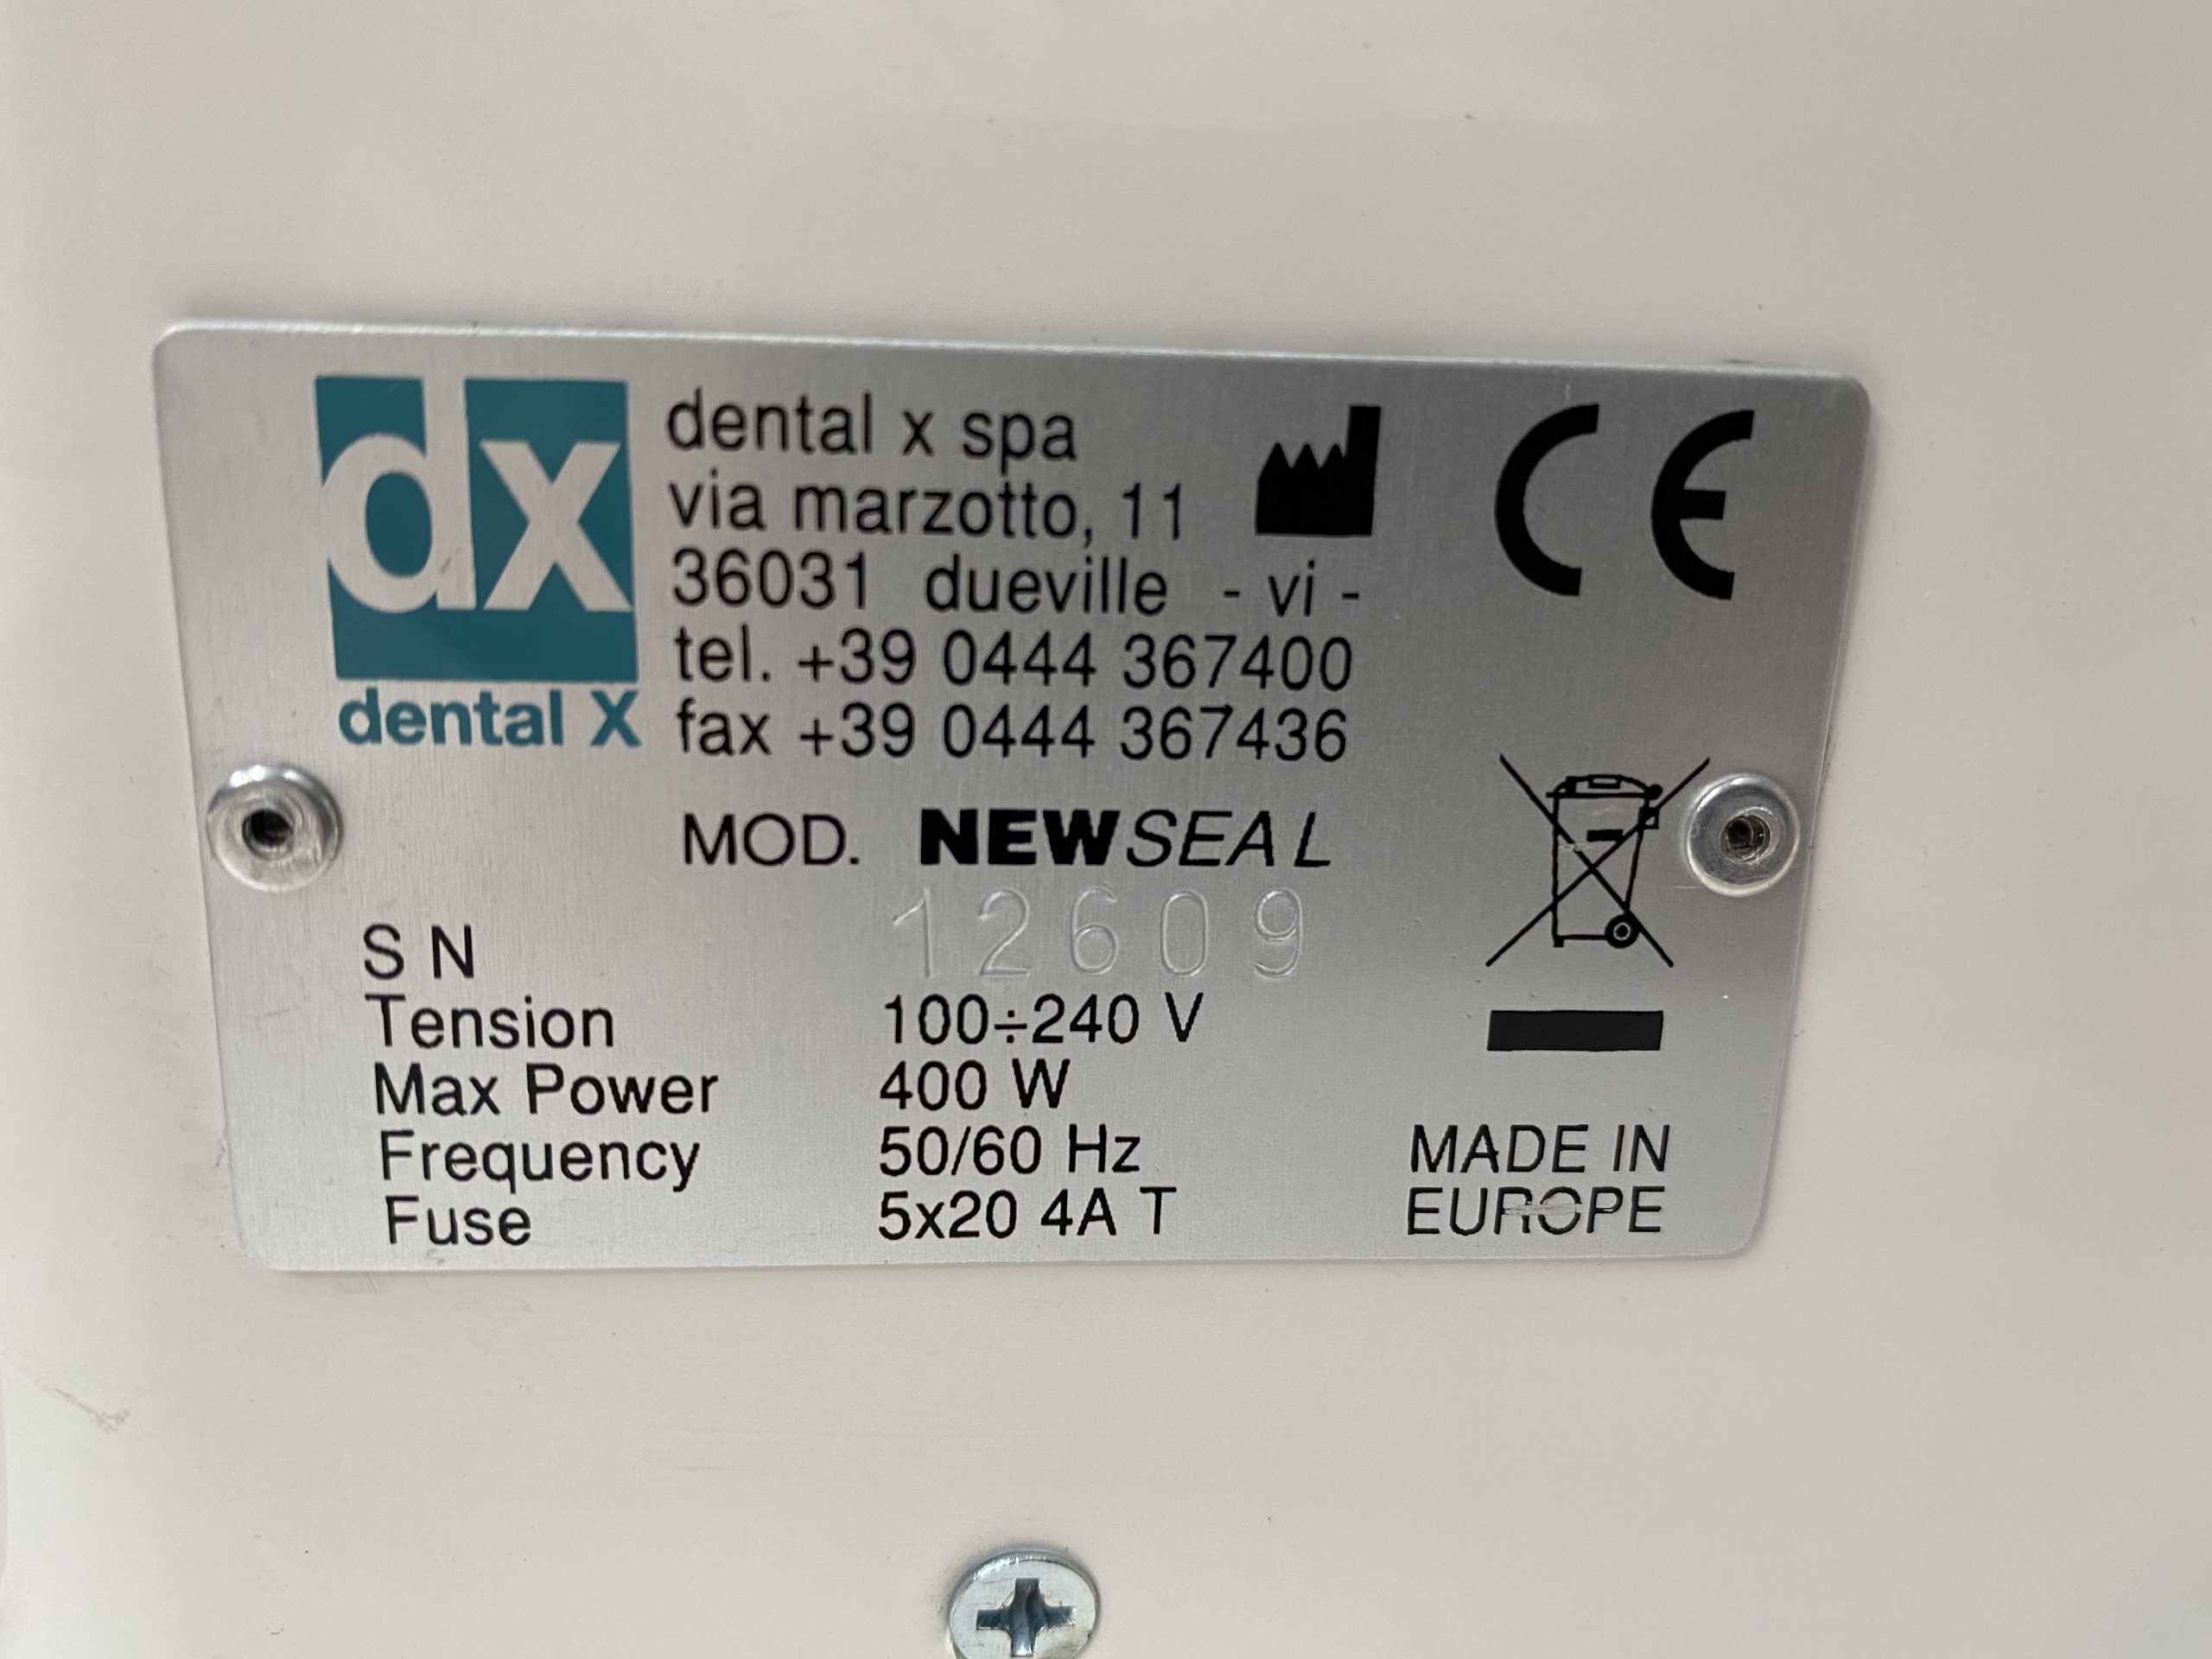 dx
dental X
dental x spa
via marzotto, 11
36031 dueville - vi -
tel. +39 0444 367400
fax +39 0444 367436
CE
MOD. NEWSEAL
S N 12609
Tension 100÷240 V
Max Power 400 W
Frequency 50/60 Hz
Fuse 5x20 4A T
MADE IN
EUROPE